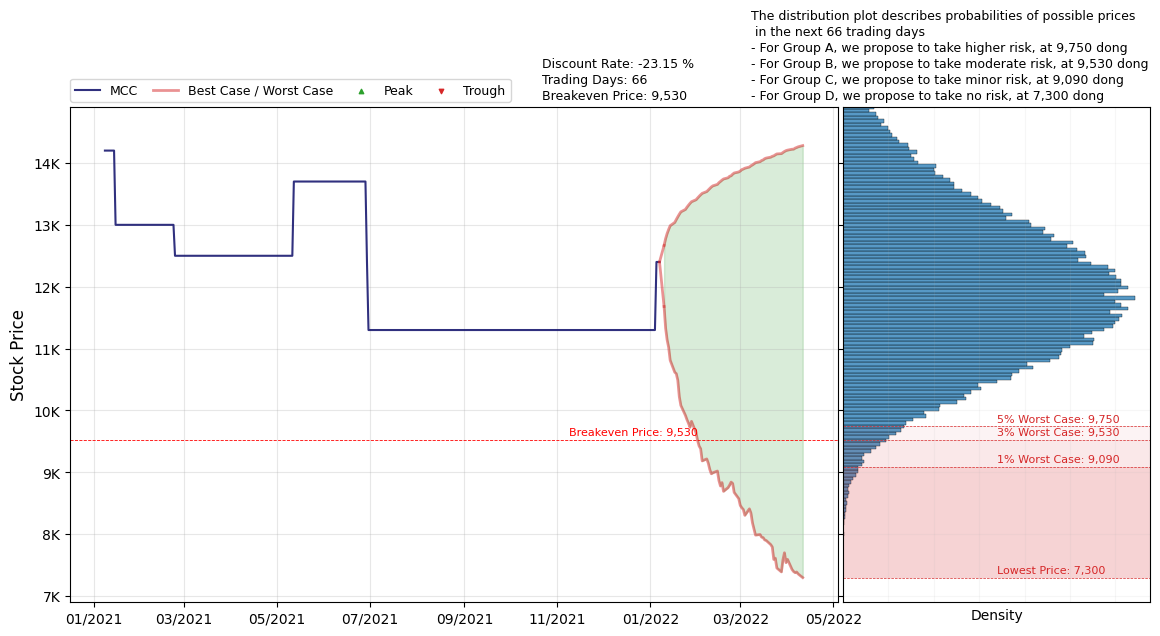 The distribution plot describes probabilities of possible prices
in the next 66 trading days
- For Group A, we propose to take higher risk, at 9,750 dong
- For Group B, we propose to take moderate risk, at 9,530 dong
- For Group C, we propose to take minor risk, at 9,090 dong
- For Group D, we propose to take no risk, at 7,300 dong
Discount Rate: -23.15 %
Trading Days: 66
Breakeven Price: 9,530
MCC
Best Case / Worst Case
Peak
Trough
Stock Price
14K
13K
12K
11K
10K
9K
8K
7K
Breakeven Price: 9,530
5% Worst Case: 9,750
3% Worst Case: 9,530
1% Worst Case: 9,090
Lowest Price: 7,300
01/2021
03/2021
05/2021
07/2021
09/2021
11/2021
01/2022
03/2022
05/2022
Density